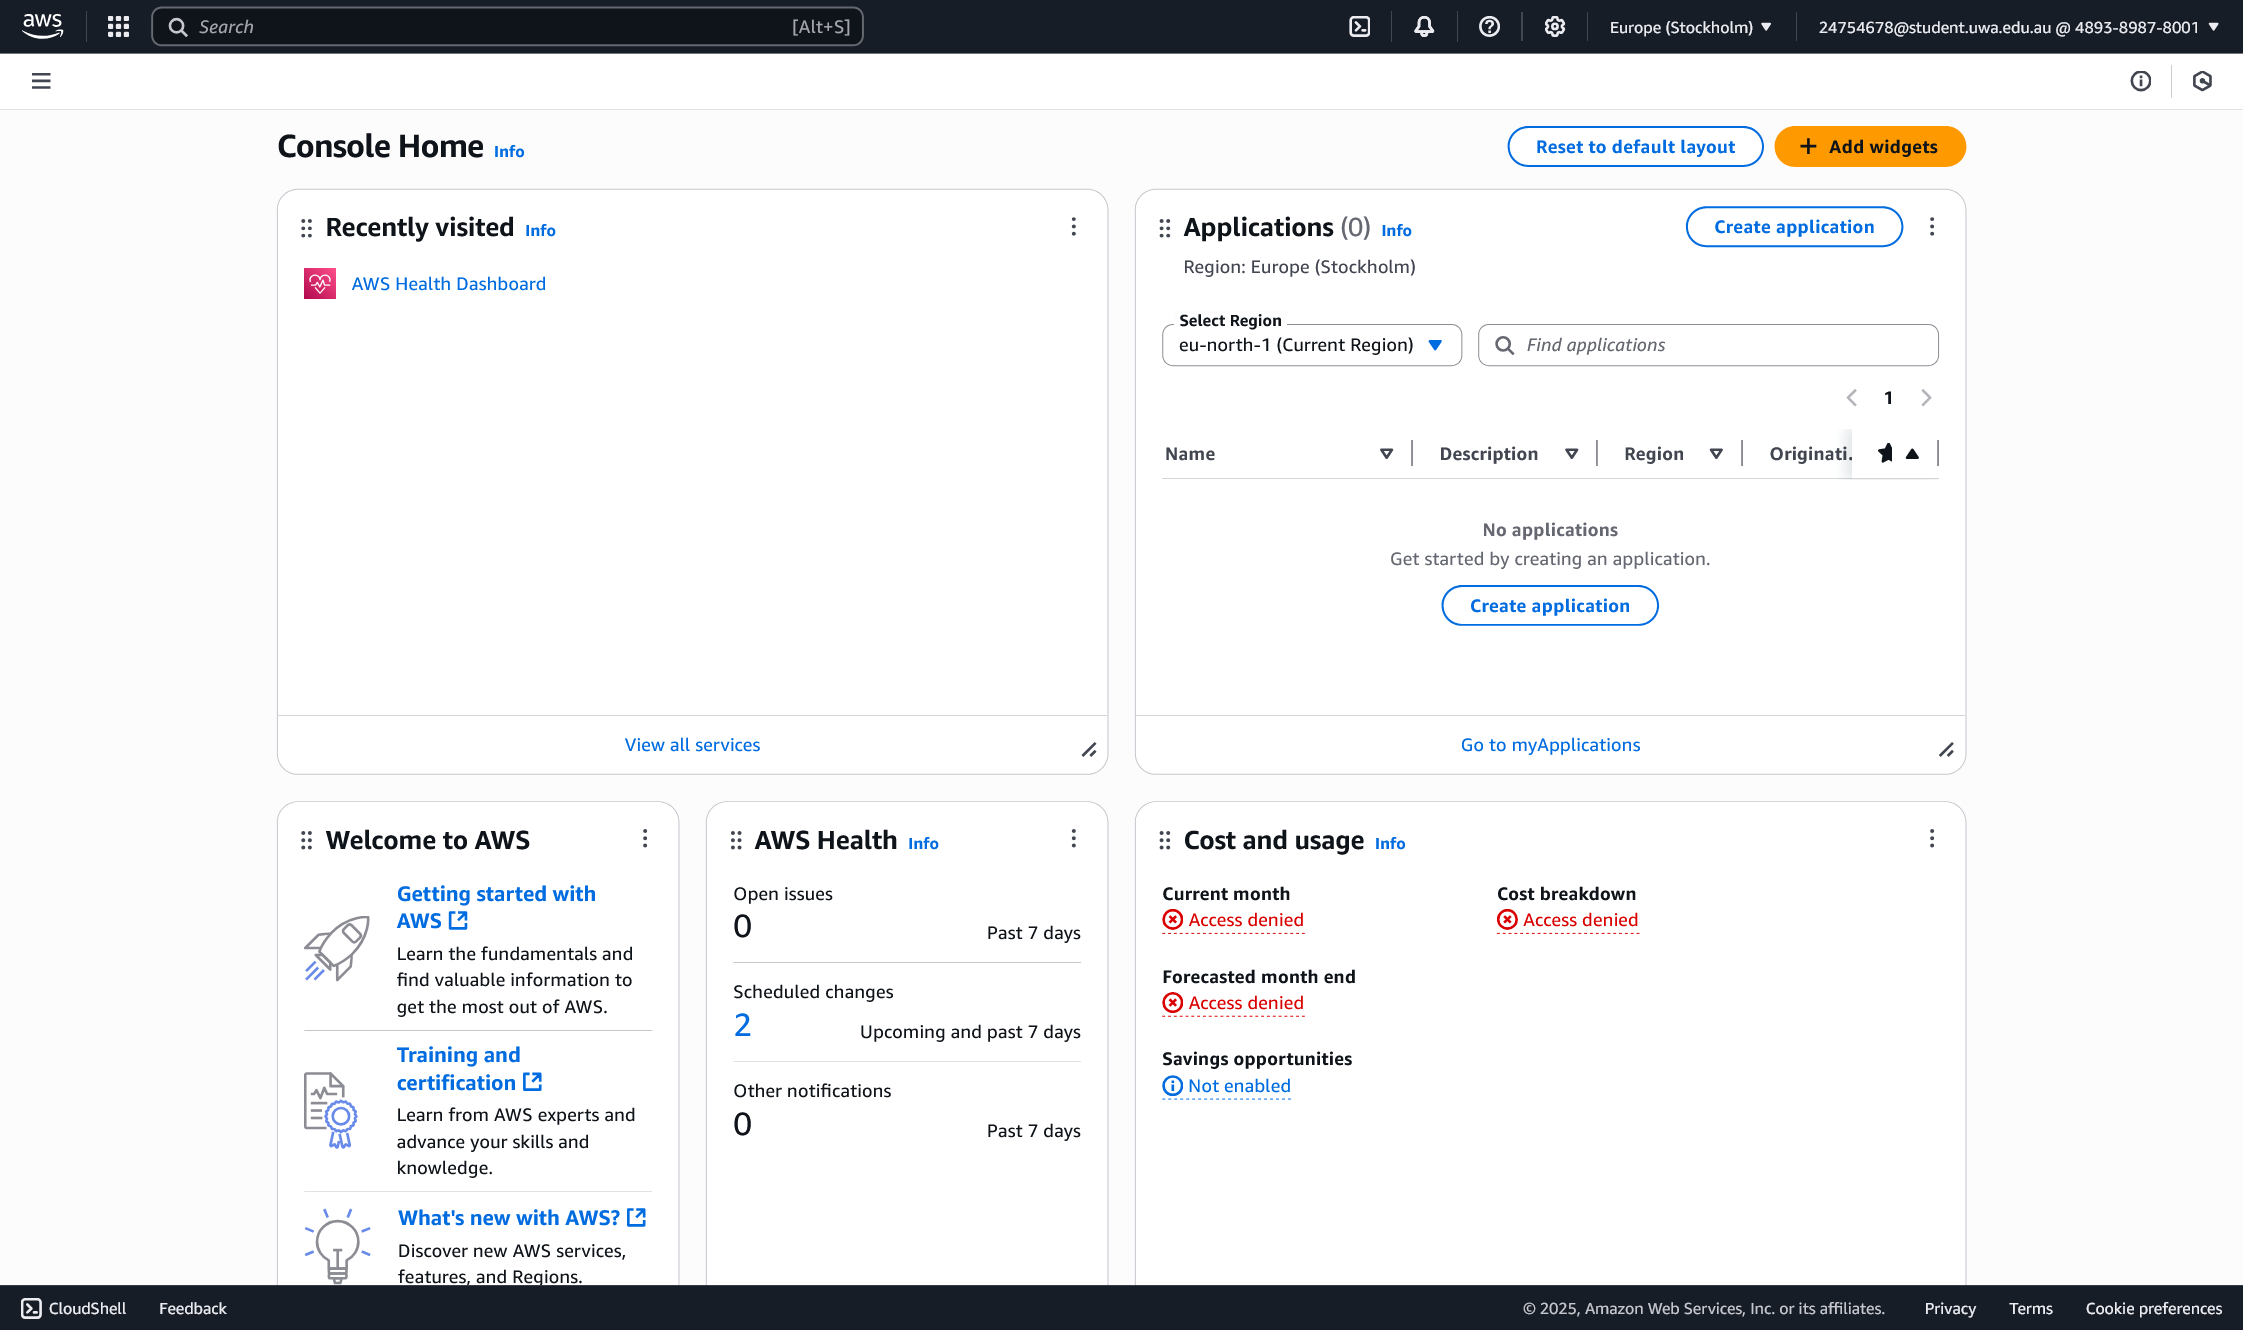 aws
Search [Alt+S]
Europe (Stockholm)
24754678@student.uwa.edu.au @ 4893-8987-8001
Console Home Info
Reset to default layout
Add widgets
Recently visited Info
AWS Health Dashboard
View all services
Applications (0) Info
Create application
Region: Europe (Stockholm)
Select Region
eu-north-1 (Current Region)
Find applications
1
Name Description Region Originati.
No applications
Get started by creating an application.
Create application
Go to myApplications
Welcome to AWS
Getting started with
AWS
Learn the fundamentals and
find valuable information to
get the most out of AWS.
Training and
certification
Learn from AWS experts and
advance your skills and
knowledge.
What's new with AWS?
Discover new AWS services,
features, and Regions.
AWS Health Info
Open issues
0 Past 7 days
Scheduled changes
2 Upcoming and past 7 days
Other notifications
0 Past 7 days
Cost and usage Info
Current month
Access denied
Cost breakdown
Access denied
Forecasted month end
Access denied
Savings opportunities
Not enabled
CloudShell Feedback
© 2025, Amazon Web Services, Inc. or its affiliates. Privacy Terms Cookie preferences